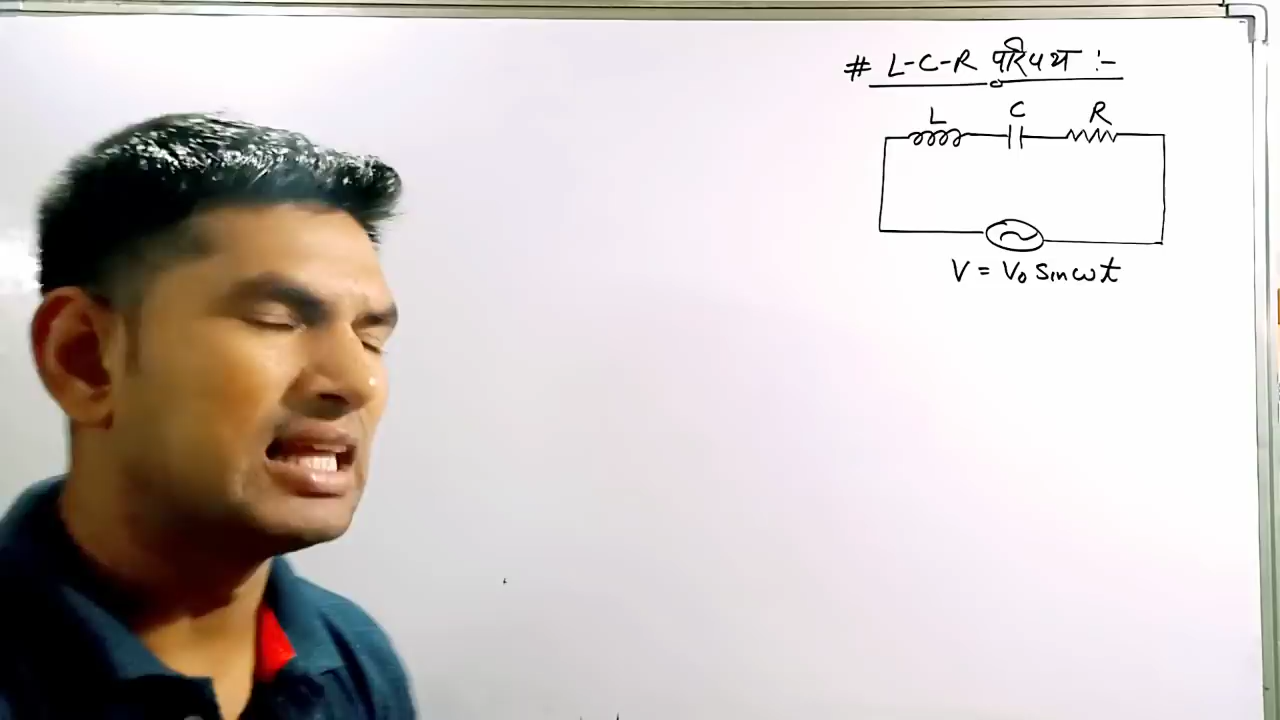 # L-C-R परिपथ :-
L C R
V = V₀ sinωt